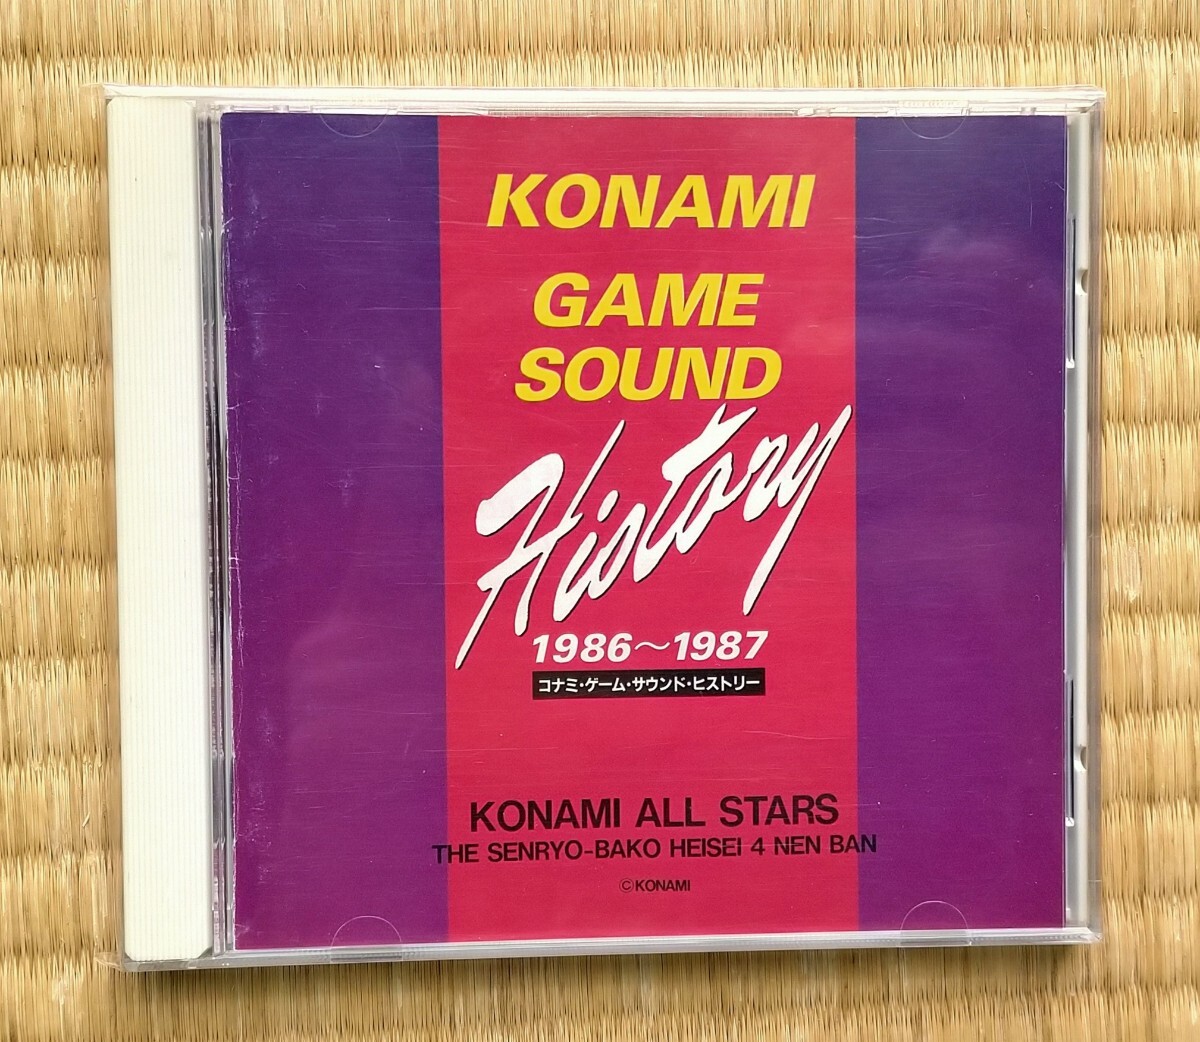 KONAMI
GAME
SOUND
History
1986〜1987
コナミ・ゲーム・サウンド・ヒストリー
KONAMI ALL STARS
THE SENRYO-BAKO HEISEI 4 NEN BAN
©KONAMI